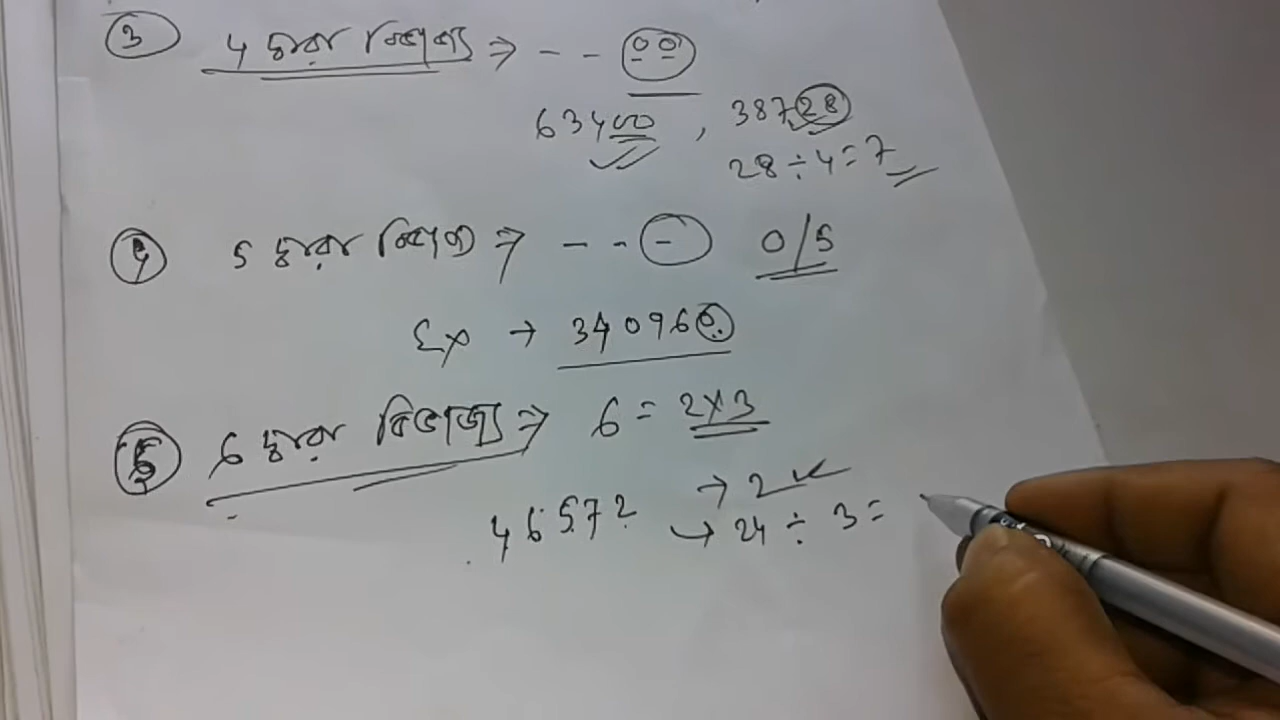 3 4 দ্বারা বিভাজ্য ⇒ - - 00
63400 , 38728
28 ÷ 4 = 7
4 5 দ্বারা বিভাজ্য ⇒ - - - 0/5
Ex → 340960
5 6 দ্বারা বিভাজ্য ⇒ 6 = 2×3
46572 → 2 ✓
→ 24 ÷ 3 =